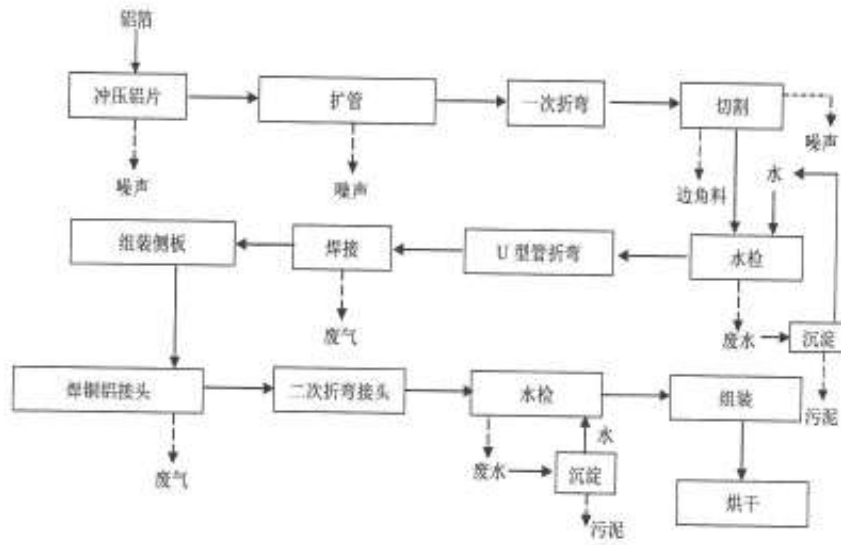 铝箔
冲压铝片
扩管
一次折弯
切割
噪声
噪声
噪声
边角料
水
组装侧板
焊接
U型管折弯
水检
废气
废水
沉淀
焊铜铝接头
二次折弯接头
水检
组装
污泥
水
废气
废水
沉淀
烘干
污泥